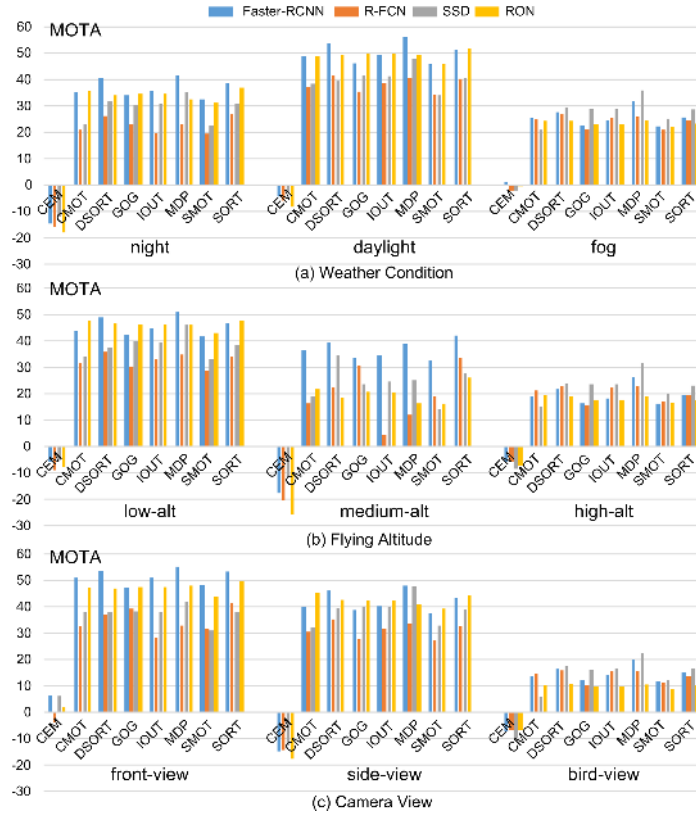 Faster-RCNN R-FCN SSD RON
MOTA
60
50
40
30
20
10
0
-10
-20
-30
CEM CMOT DSORT GOG IOUT MDP SMOT SORT
CEM CMOT DSORT GOG IOUT MDP SMOT SORT
CEM CMOT DSORT GOG IOUT MDP SMOT SORT
night daylight fog
(a) Weather Condition
MOTA
60
50
40
30
20
10
0
-10
-20
-30
CEM CMOT DSORT GOG IOUT MDP SMOT SORT
CEM CMOT DSORT GOG IOUT MDP SMOT SORT
CEM CMOT DSORT GOG IOUT MDP SMOT SORT
low-alt medium-alt high-alt
(b) Flying Altitude
MOTA
60
50
40
30
20
10
0
-10
-20
-30
CEM CMOT DSORT GOG IOUT MDP SMOT SORT
CEM CMOT DSORT GOG IOUT MDP SMOT SORT
CEM CMOT DSORT GOG IOUT MDP SMOT SORT
front-view side-view bird-view
(c) Camera View